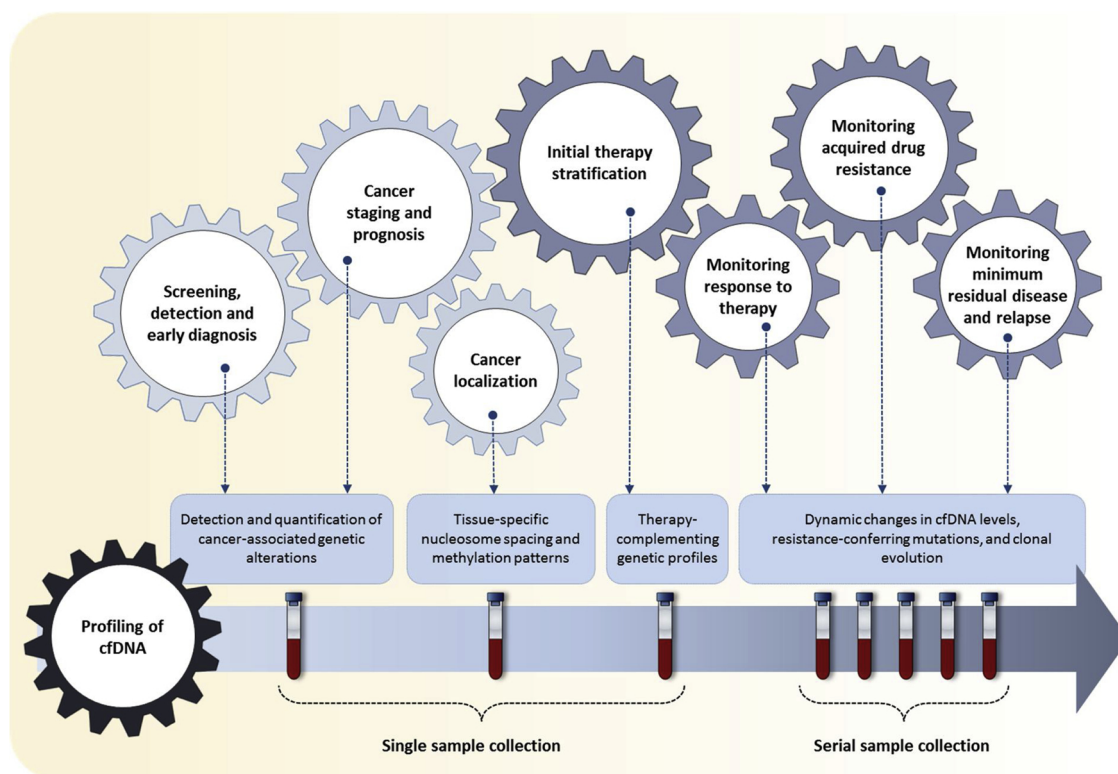 Screening,
detection and
early diagnosis
Cancer
staging and
prognosis
Cancer
localization
Initial therapy
stratification
Monitoring
response to
therapy
Monitoring
acquired drug
resistance
Monitoring
minimum
residual disease
and relapse
Detection and quantification of
cancer-associated genetic
alterations
Tissue-specific
nucleosome spacing and
methylation patterns
Therapy-
complementing
genetic profiles
Dynamic changes in cfDNA levels,
resistance-conferring mutations, and clonal
evolution
Profiling of
cfDNA
Single sample collection
Serial sample collection